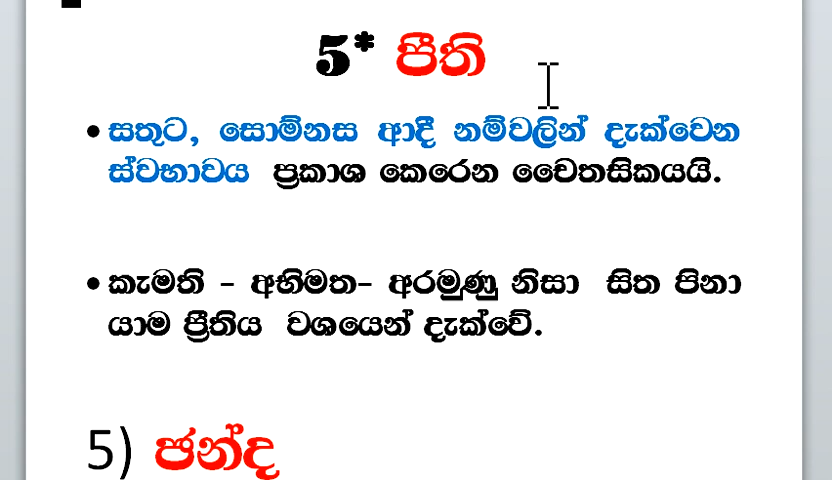 5* පීති
• සතුට, සොම්නස ආදී නම්වලින් දැක්වෙන
ස්වභාවය ප්‍රකාශ කෙරෙන චෛතසිකයයි.
• කැමති - අභිමත- අරමුණු නිසා සිත පිනා
යාම ප්‍රීතිය වශයෙන් දැක්වේ.
5) ඡන්ද